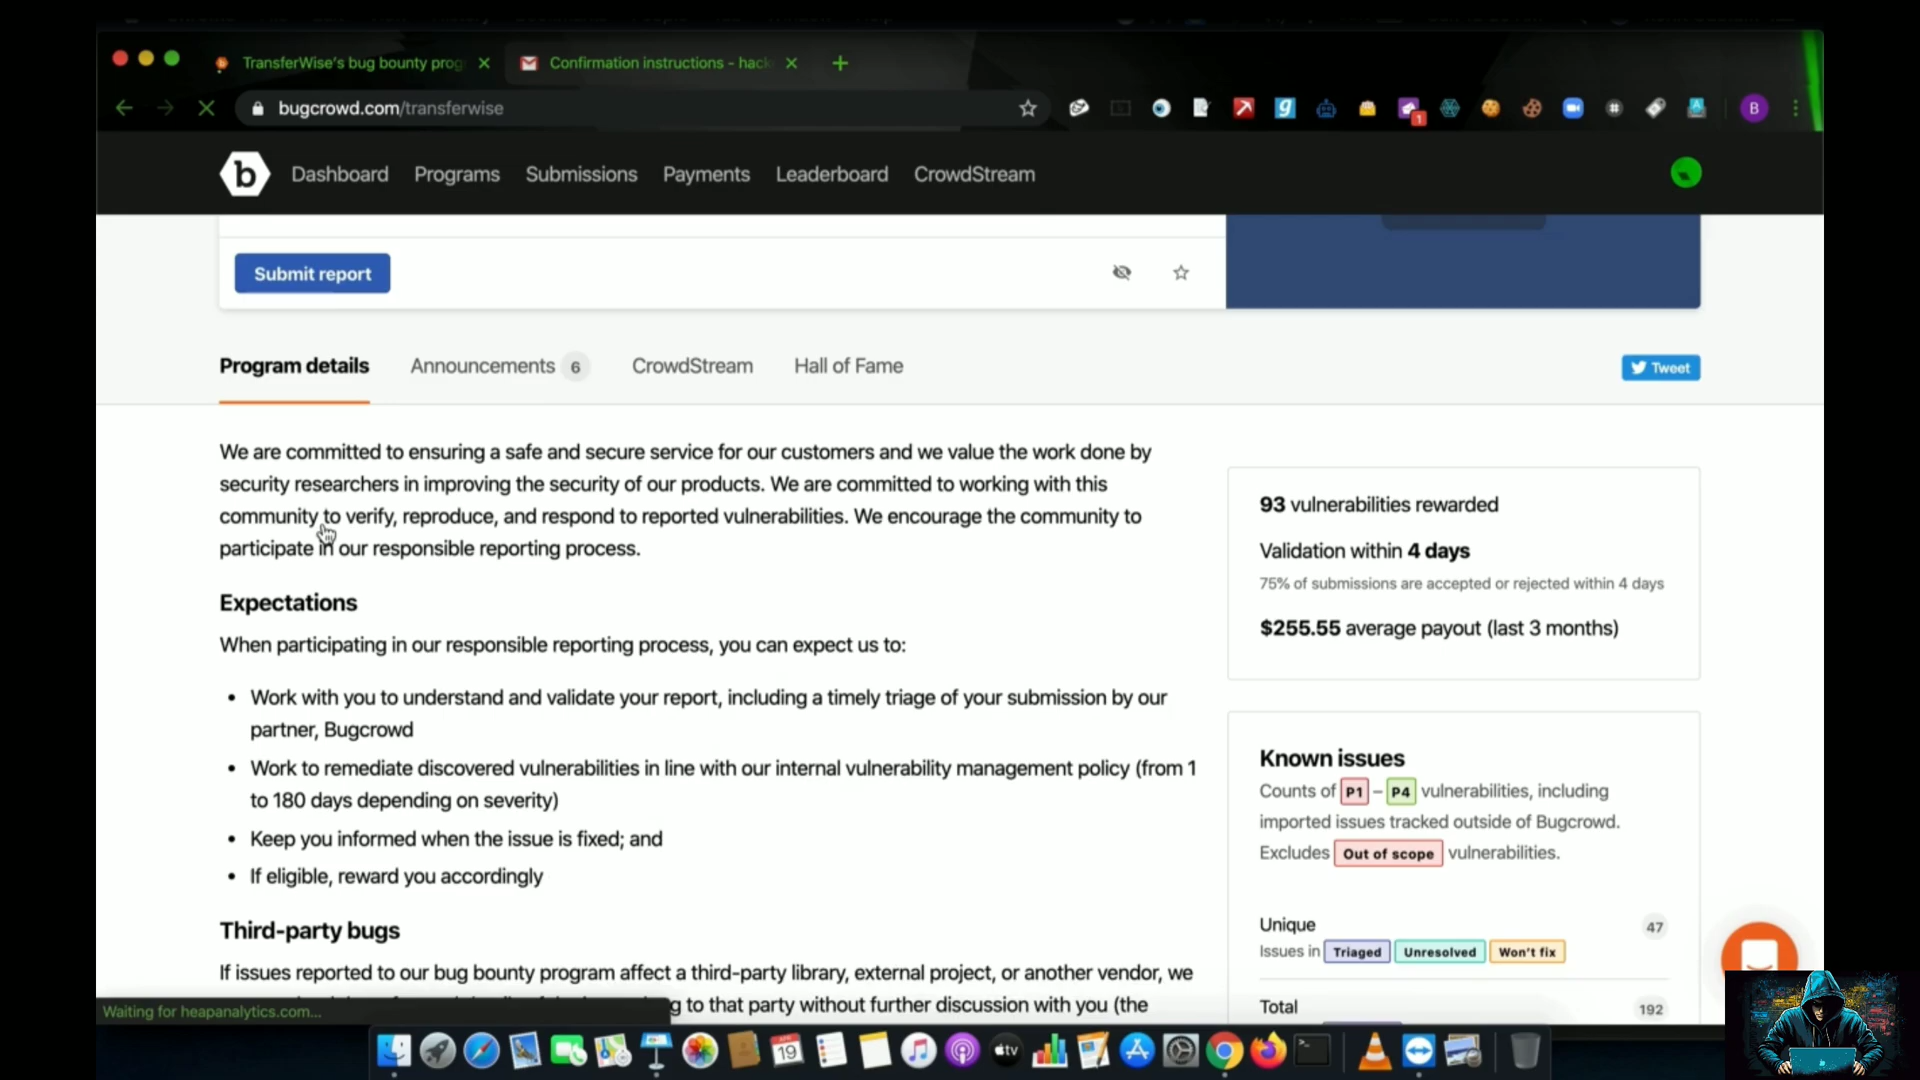 TransferWise's bug bounty prog
Confirmation instructions - hack
bugcrowd.com/transferwise
1
B
b
Dashboard
Programs
Submissions
Payments
Leaderboard
CrowdStream
Submit report
Program details
Announcements 6
CrowdStream
Hall of Fame
Tweet
We are committed to ensuring a safe and secure service for our customers and we value the work done by
security researchers in improving the security of our products. We are committed to working with this
community to verify, reproduce, and respond to reported vulnerabilities. We encourage the community to
participate in our responsible reporting process.
Expectations
When participating in our responsible reporting process, you can expect us to:
• Work with you to understand and validate your report, including a timely triage of your submission by our
partner, Bugcrowd
• Work to remediate discovered vulnerabilities in line with our internal vulnerability management policy (from 1
to 180 days depending on severity)
• Keep you informed when the issue is fixed; and
• If eligible, reward you accordingly
Third-party bugs
If issues reported to our bug bounty program affect a third-party library, external project, or another vendor, we
g to that party without further discussion with you (the
93 vulnerabilities rewarded
Validation within 4 days
75% of submissions are accepted or rejected within 4 days
$255.55 average payout (last 3 months)
Known issues
Counts of P1 – P4 vulnerabilities, including
imported issues tracked outside of Bugcrowd.
Excludes Out of scope vulnerabilities.
Unique 47
Issues in Triaged Unresolved Won't fix
Total 192
Waiting for heapanalytics.com...
19
tv